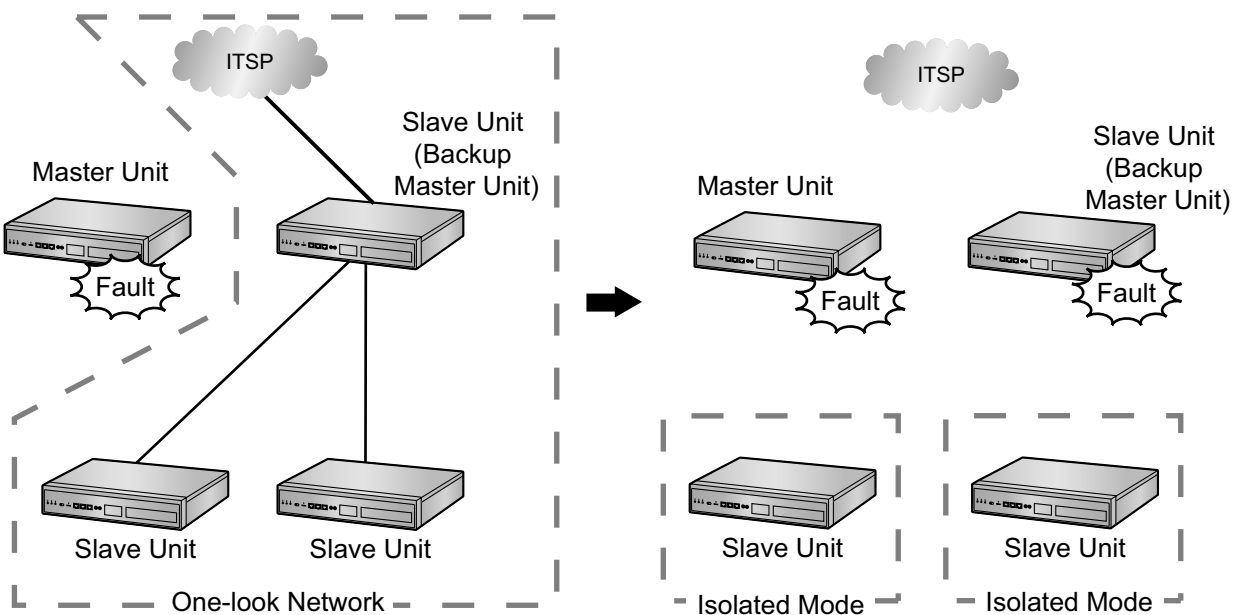 ITSP
Slave Unit
(Backup
Master Unit)
Master Unit
Fault
Slave Unit
Slave Unit
One-look Network
ITSP
Slave Unit
(Backup
Master Unit)
Master Unit
Fault
Fault
Slave Unit
Slave Unit
Isolated Mode
Isolated Mode